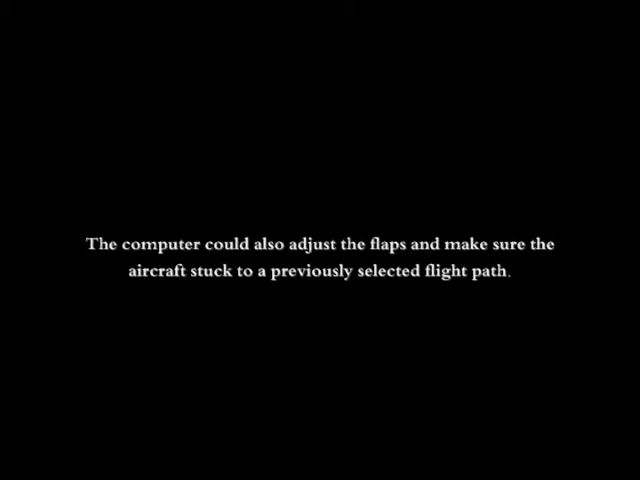 The computer could also adjust the flaps and make sure the
aircraft stuck to a previously selected flight path.